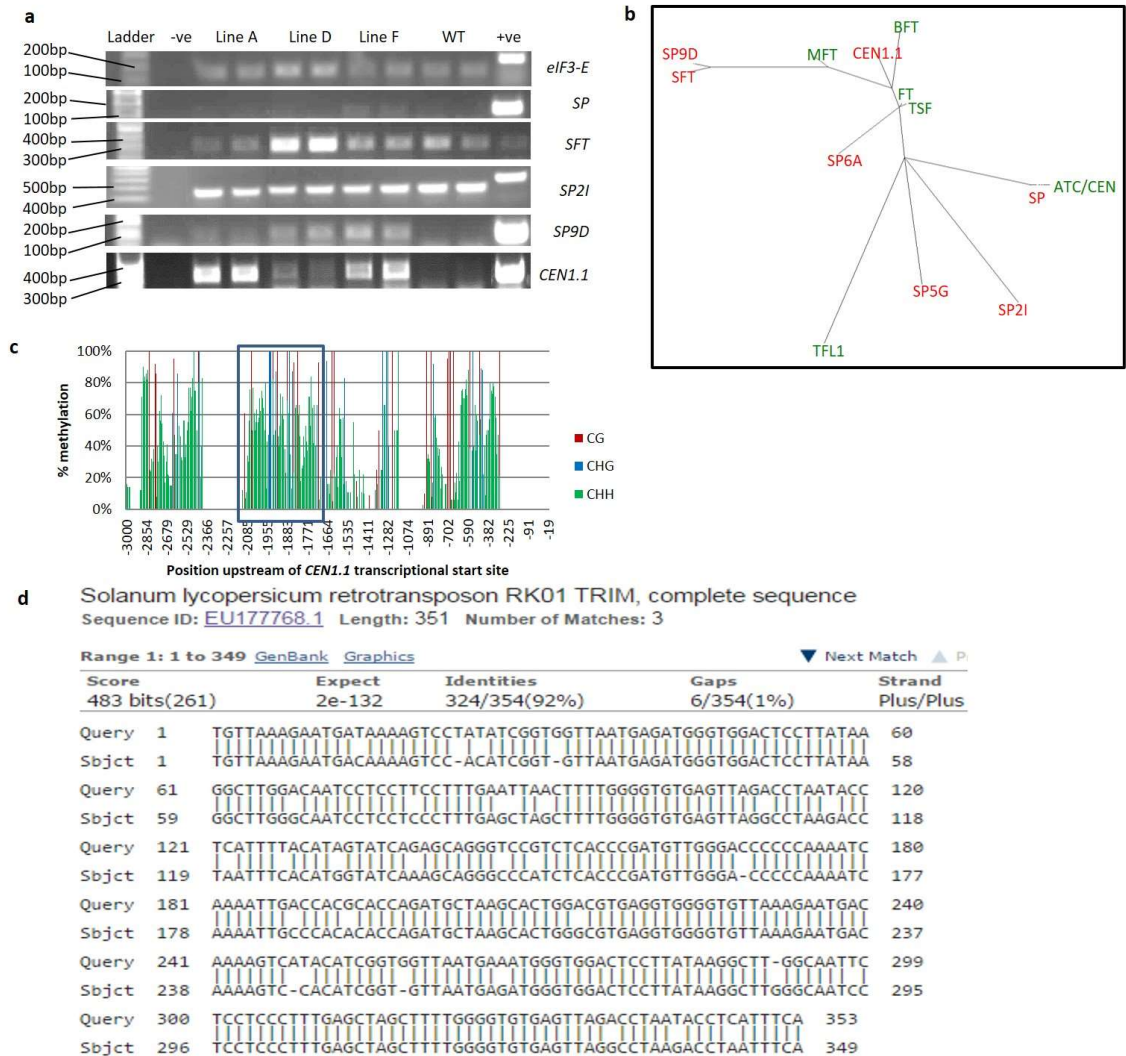 a
Ladder -ve Line A Line D Line F WT +ve
200bp
100bp
eIF3-E
200bp
100bp
SP
400bp
300bp
SFT
500bp
400bp
SP2I
200bp
100bp
SP9D
400bp
300bp
CEN1.1
b
BFT
SP9D
SFT
MFT
CEN1.1
FT
TSF
SP6A
SP
ATC/CEN
SP5G
SP2I
TFL1
c
100%
80%
60%
40%
20%
0%
% methylation
CG
CHG
CHH
-3000 -2854 -2679 -2529 -2366 -2257 -2085 -1955 -1882 -1771 -1664 -1535 -1411 -1282 -1074 -891 -702 -590 -382 -225 -91 -19
Position upstream of CEN1.1 transcriptional start site
d
Solanum lycopersicum retrotransposon RK01 TRIM, complete sequence
Sequence ID: EU177768.1 Length: 351 Number of Matches: 3
Range 1: 1 to 349 GenBank Graphics Next Match
Score Expect Identities Gaps Strand
483 bits(261) 2e-132 324/354(92%) 6/354(1%) Plus/Plus
Query 1 TGTTAAAGAATGATAAAAGTCCTATATCGGTGGTTAATGAGATGGGTGGACTCCTTATAA 60
Sbjct 1 TGTTAAAGAATGACAAAAGTCC-ACATCGGT-GTTAATGAGATGGGTGGACTCCTTATAA 58
Query 61 GGCTTGGACAATCCTCCTTCCTTTGAATTAACTTTTGGGGTGTGAGTTAGACCTAATACC 120
Sbjct 59 GGCTTGGGCAATCCTCCTCCCTTTGAGCTAGCTTTTGGGGTGTGAGTTAGGCCTAAGACC 118
Query 121 TCATTTTACATAGTATCAGAGCAGGGTCCGTCTCACCCGATGTTGGGACCCCCCAAAATC 180
Sbjct 119 TAATTTCACATGGTATCAAAGCAGGGCCCATCTCACCCGATGTTGGGA-CCCCCAAAATC 177
Query 181 AAAATTGACCACGCACCAGATGCTAAGCACTGGACGTGAGGTGGGGTGTTAAAGAATGAC 240
Sbjct 178 AAAATTGCCCACACACCAGATGCTAAGCACTGGGCGTGAGGTGGGGTGTTAAAGAATGAC 237
Query 241 AAAAGTCATACATCGGTGGTTAATGAAATGGGTGGACTCCTTATAAGGCTT-GGCAATTC 299
Sbjct 238 AAAAGTC-CACATCGGT-GTTAATGAGATGGGTGGACTCCTTATAAGGCTTGGGCAATCC 295
Query 300 TCCTCCCTTTGAGCTAGCTTTTGGGGTGTGAGTTAGACCTAATACCTCATTTCA 353
Sbjct 296 TCCTCCCTTTGAGCTAGCTTTTGGGGTGTGAGTTAGGCCTAAGACCTAATTTCA 349